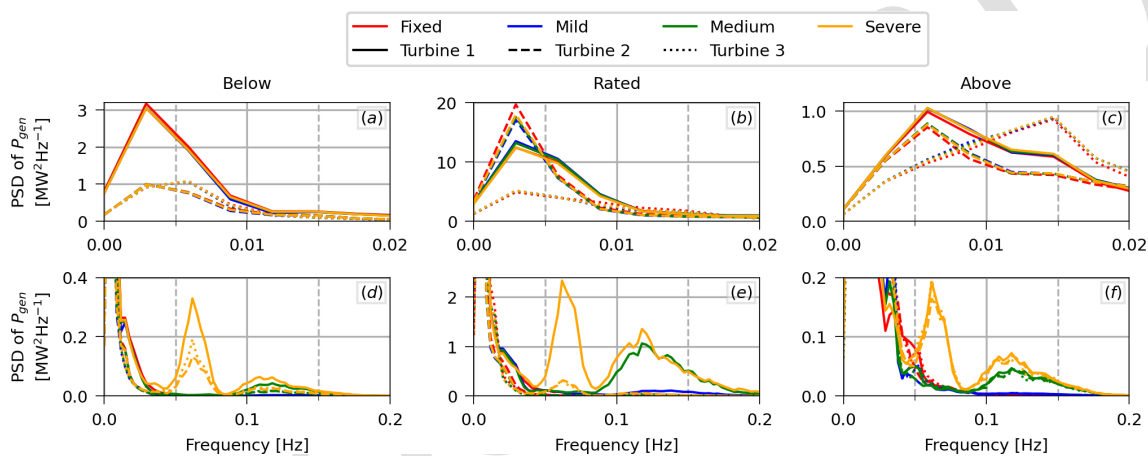 Fixed Mild Medium Severe
Turbine 1 Turbine 2 Turbine 3
Below Rated Above
PSD of P_gen [MW²Hz⁻¹]
(a) (b) (c)
3 2 1 0
20 10 0
1.0 0.5 0.0
0.00 0.01 0.02 0.00 0.01 0.02 0.00 0.01 0.02
PSD of P_gen [MW²Hz⁻¹]
(d) (e) (f)
0.4 0.2 0.0
2 1 0
0.2 0.1 0.0
0.0 0.1 0.2 0.0 0.1 0.2 0.0 0.1 0.2
Frequency [Hz] Frequency [Hz] Frequency [Hz]